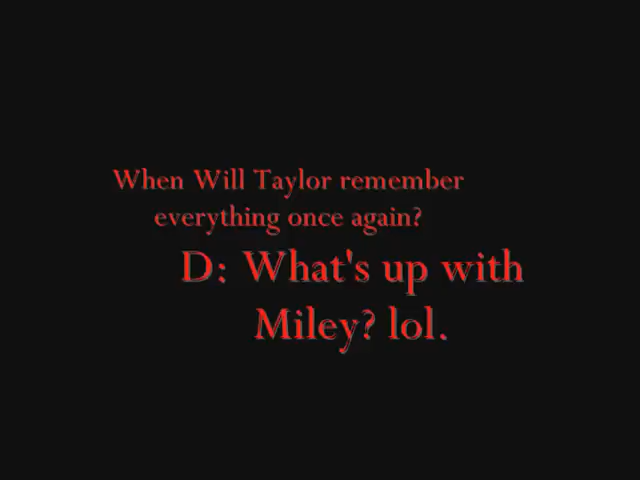 When Will Taylor remember
everything once again?
D: What's up with
Miley? lol.